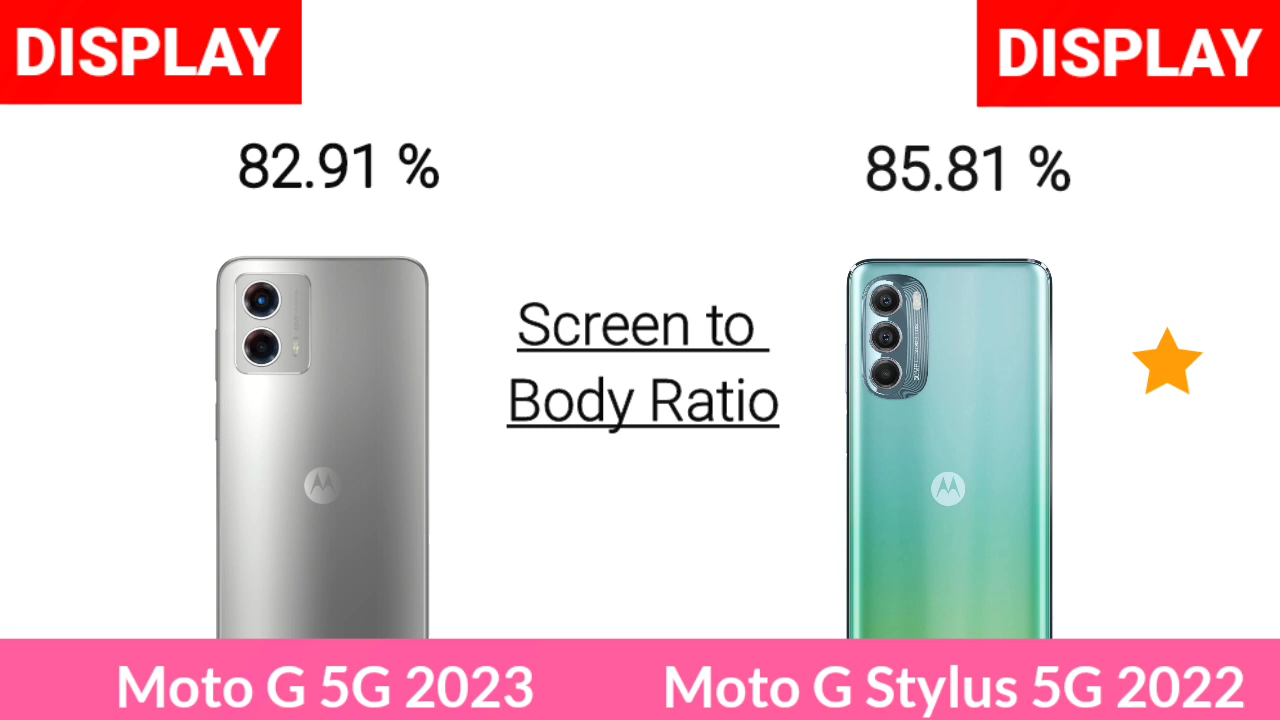 DISPLAY
DISPLAY
82.91 %
85.81 %
Screen to
Body Ratio
Moto G 5G 2023
Moto G Stylus 5G 2022